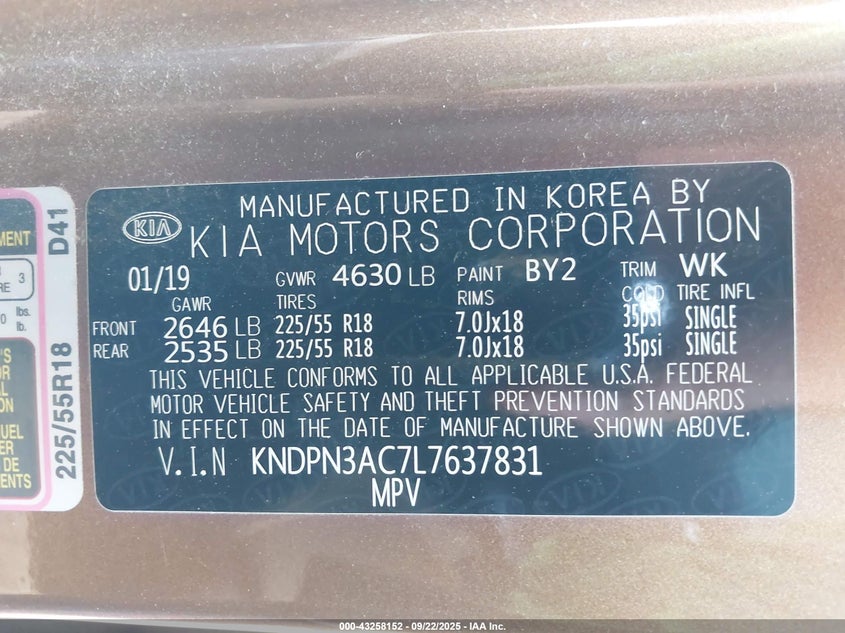 MANUFACTURED IN KOREA BY
KIA KIA MOTORS CORPORATION
01/19 GVWR 4630 LB PAINT BY2 TRIM WK
GAWR TIRES RIMS COLD TIRE INFL
FRONT 2646 LB 225/55 R18 7.0Jx18 35psi SINGLE
REAR 2535 LB 225/55 R18 7.0Jx18 35psi SINGLE
THIS VEHICLE CONFORMS TO ALL APPLICABLE U.S.A. FEDERAL
MOTOR VEHICLE SAFETY AND THEFT PREVENTION STANDARDS
IN EFFECT ON THE DATE OF MANUFACTURE SHOWN ABOVE.
V.I.N KNDPN3AC7L7637831
MPV
225/55R18 D41
3
lbs.
lb.
DE
000-43258152 - 09/22/2025 - IAA Inc.